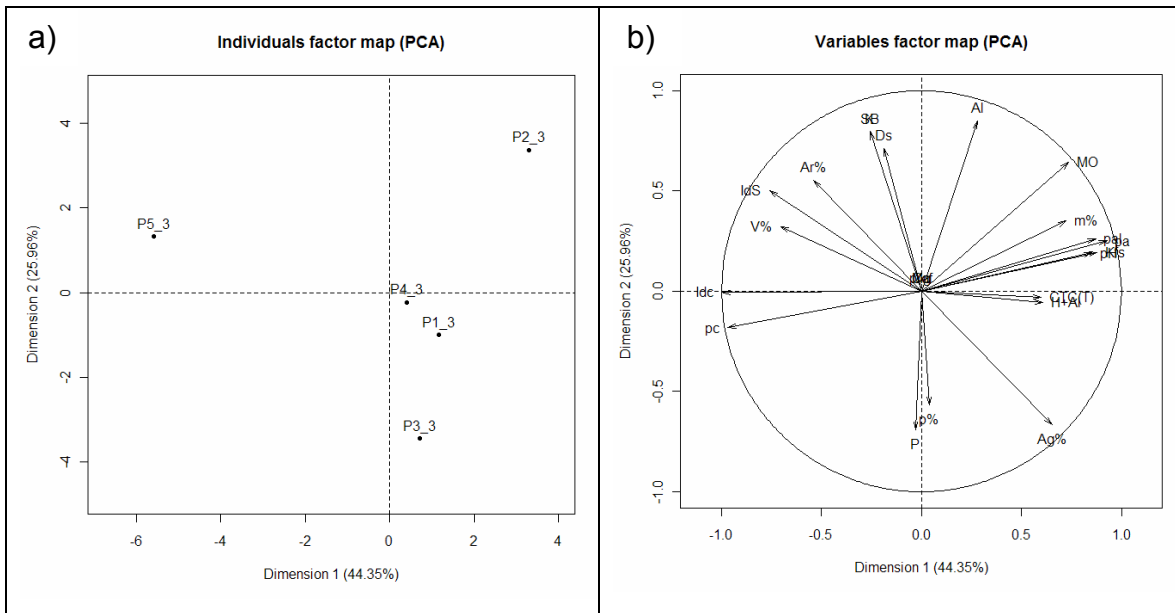 a)
Individuals factor map (PCA)
Dimension 2 (25.96%)
4
2
0
-2
-4
P2_3
P5_3
P4_3
P1_3
P3_3
-6
-4
-2
0
2
4
Dimension 1 (44.35%)
b)
Variables factor map (PCA)
Dimension 2 (25.96%)
1.0
0.5
0.0
-0.5
-1.0
Al
Ds
MO
Ar%
IdS
V%
m%
pal
pa
Idc
CTC(T)
H+Al
pc
p%
P
Ag%
-1.0
-0.5
0.0
0.5
1.0
Dimension 1 (44.35%)